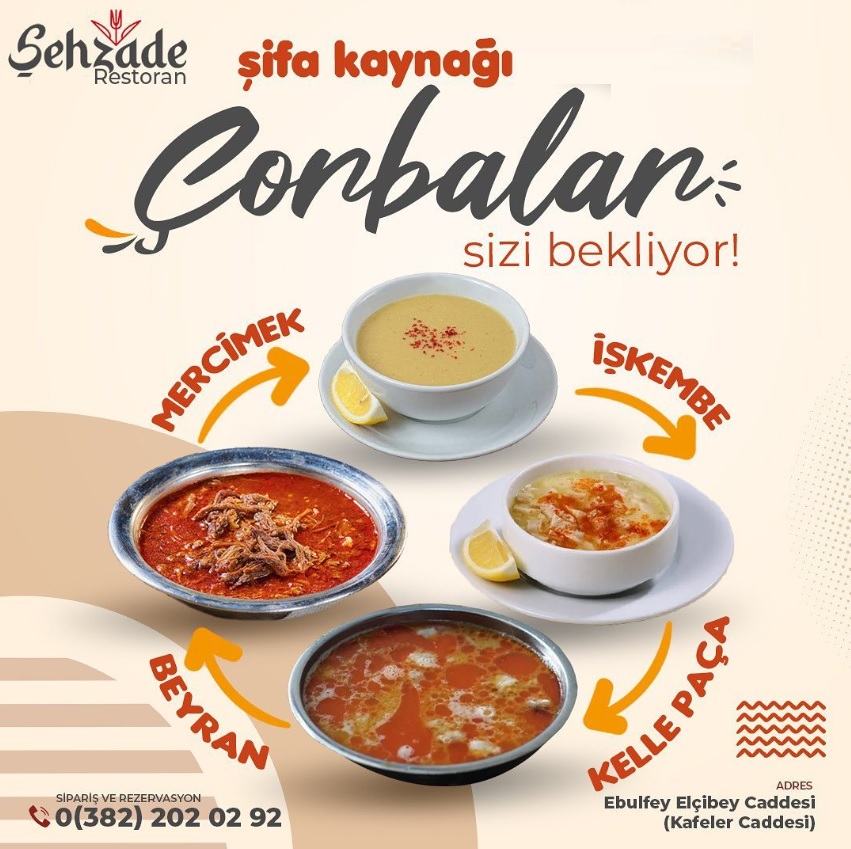 Şehzade
Restoran
şifa kaynağı
Çorbalar
sizi bekliyor!
MERCİMEK
İŞKEMBE
BEYRAN
KELLE PAÇA
SİPARİŞ VE REZERVASYON
0(382) 202 02 92
ADRES
Ebulfey Elçibey Caddesi
(Kafeler Caddesi)